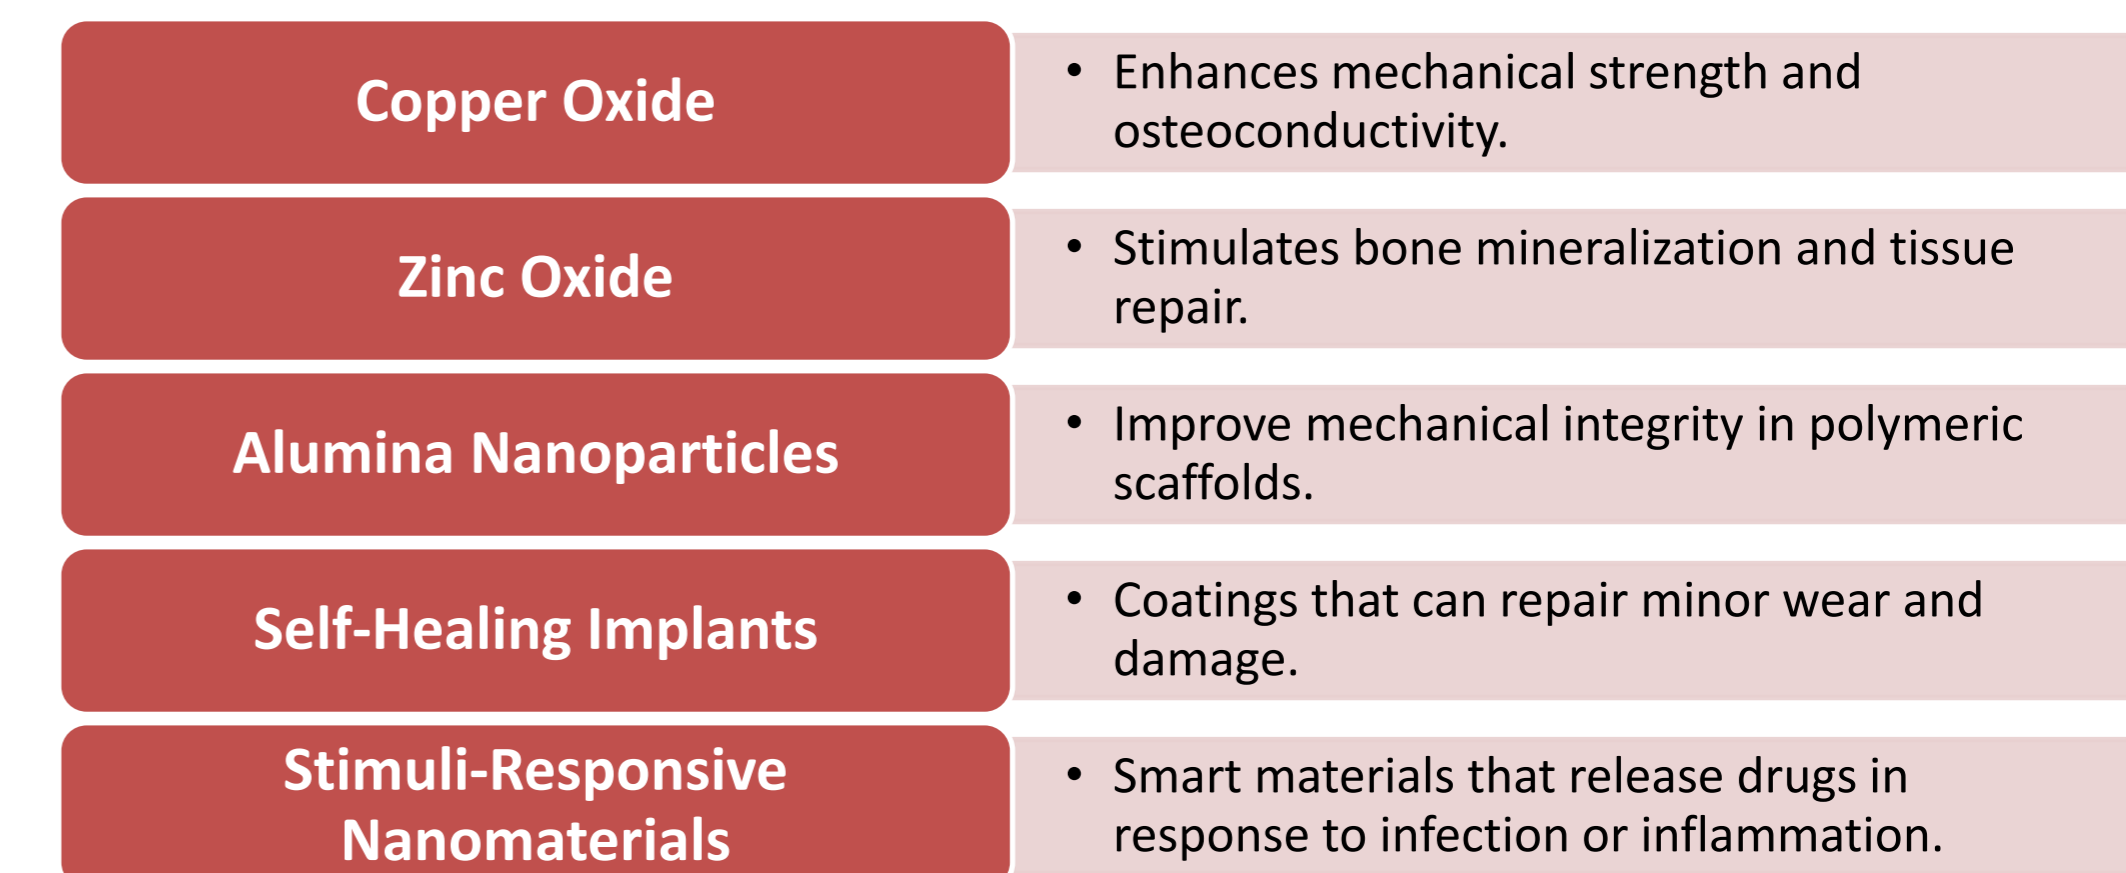 Copper Oxide
• Enhances mechanical strength and
osteoconductivity.
Zinc Oxide
• Stimulates bone mineralization and tissue
repair.
Alumina Nanoparticles
• Improve mechanical integrity in polymeric
scaffolds.
Self-Healing Implants
• Coatings that can repair minor wear and
damage.
Stimuli-Responsive
Nanomaterials
• Smart materials that release drugs in
response to infection or inflammation.